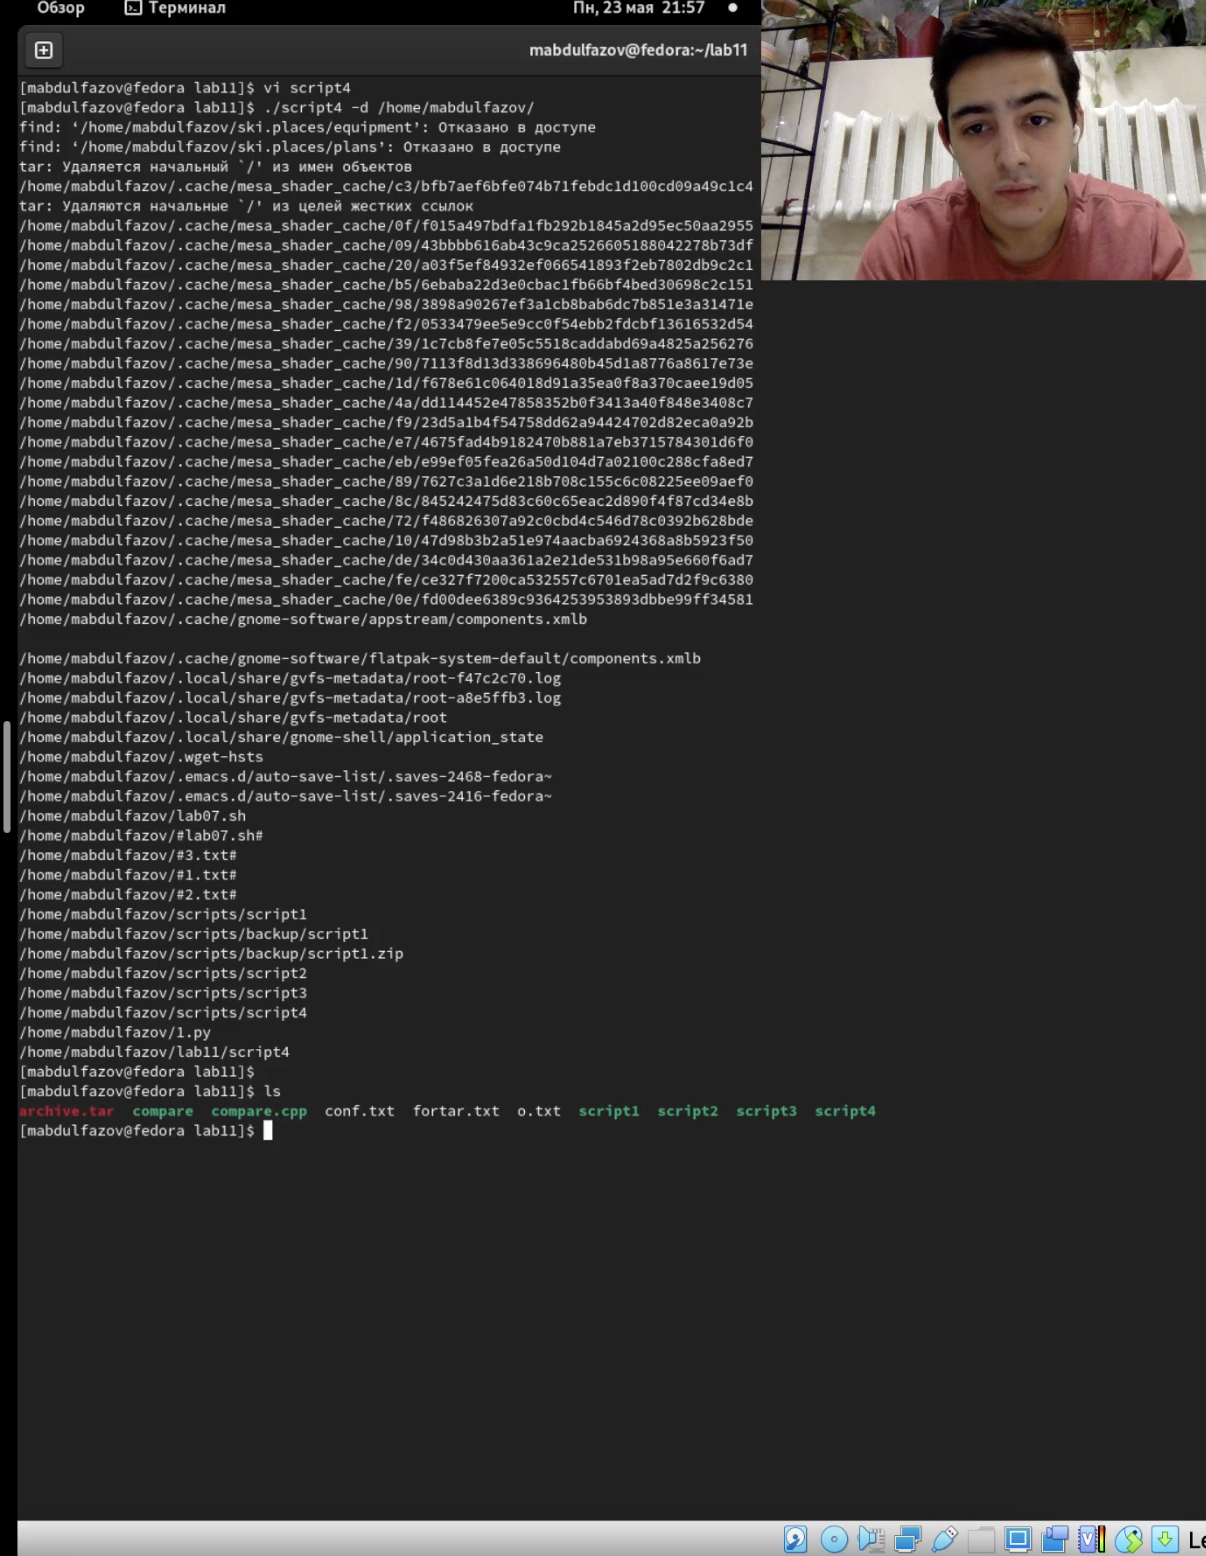 Обзор Терминал Пн, 23 мая 21:57
mabdulfazov@fedora:~/lab11
[mabdulfazov@fedora lab11]$ vi script4
[mabdulfazov@fedora lab11]$ ./script4 -d /home/mabdulfazov/
find: ‘/home/mabdulfazov/ski.places/equipment’: Отказано в доступе
find: ‘/home/mabdulfazov/ski.places/plans’: Отказано в доступе
tar: Удаляется начальный `/' из имен объектов
/home/mabdulfazov/.cache/mesa_shader_cache/c3/bfb7aef6bfe074b71febdc1d100cd09a49c1c4
tar: Удаляются начальные `/' из целей жестких ссылок
/home/mabdulfazov/.cache/mesa_shader_cache/0f/f015a497bdfa1fb292b1845a2d95ec50aa2955
/home/mabdulfazov/.cache/mesa_shader_cache/09/43bbbb616ab43c9ca2526605188042278b73df
/home/mabdulfazov/.cache/mesa_shader_cache/20/a03f5ef84932ef066541893f2eb7802db9c2c1
/home/mabdulfazov/.cache/mesa_shader_cache/b5/6ebaba22d3e0cbac1fb66bf4bed30698c2c151
/home/mabdulfazov/.cache/mesa_shader_cache/98/3898a90267ef3a1cb8bab6dc7b851e3a31471e
/home/mabdulfazov/.cache/mesa_shader_cache/f2/0533479ee5e9cc0f54ebb2fdcbf13616532d54
/home/mabdulfazov/.cache/mesa_shader_cache/39/1c7cb8fe7e05c5518caddabd69a4825a256276
/home/mabdulfazov/.cache/mesa_shader_cache/90/7113f8d13d338696480b45d1a8776a8617e73e
/home/mabdulfazov/.cache/mesa_shader_cache/1d/f678e61c064018d91a35ea0f8a370caee19d05
/home/mabdulfazov/.cache/mesa_shader_cache/4a/dd114452e47858352b0f3413a40f848e3408c7
/home/mabdulfazov/.cache/mesa_shader_cache/f9/23d5a1b4f54758dd62a94424702d82eca0a92b
/home/mabdulfazov/.cache/mesa_shader_cache/e7/4675fad4b9182470b881a7eb3715784301d6f0
/home/mabdulfazov/.cache/mesa_shader_cache/eb/e99ef05fea26a50d104d7a02100c288cfa8ed7
/home/mabdulfazov/.cache/mesa_shader_cache/89/7627c3a1d6e218b708c155c6c08225ee09aef0
/home/mabdulfazov/.cache/mesa_shader_cache/8c/845242475d83c60c65eac2d890f4f87cd34e8b
/home/mabdulfazov/.cache/mesa_shader_cache/72/f486826307a92c0cbd4c546d78c0392b628bde
/home/mabdulfazov/.cache/mesa_shader_cache/10/47d98b3b2a51e974aacba6924368a8b5923f50
/home/mabdulfazov/.cache/mesa_shader_cache/de/34c0d430aa361a2e21de531b98a95e660f6ad7
/home/mabdulfazov/.cache/mesa_shader_cache/fe/ce327f7200ca532557c6701ea5ad7d2f9c6380
/home/mabdulfazov/.cache/mesa_shader_cache/0e/fd00dee6389c9364253953893dbbe99ff34581
/home/mabdulfazov/.cache/gnome-software/appstream/components.xmlb
/home/mabdulfazov/.cache/gnome-software/flatpak-system-default/components.xmlb
/home/mabdulfazov/.local/share/gvfs-metadata/root-f47c2c70.log
/home/mabdulfazov/.local/share/gvfs-metadata/root-a8e5ffb3.log
/home/mabdulfazov/.local/share/gvfs-metadata/root
/home/mabdulfazov/.local/share/gnome-shell/application_state
/home/mabdulfazov/.wget-hsts
/home/mabdulfazov/.emacs.d/auto-save-list/.saves-2468-fedora~
/home/mabdulfazov/.emacs.d/auto-save-list/.saves-2416-fedora~
/home/mabdulfazov/lab07.sh
/home/mabdulfazov/#lab07.sh#
/home/mabdulfazov/#3.txt#
/home/mabdulfazov/#1.txt#
/home/mabdulfazov/#2.txt#
/home/mabdulfazov/scripts/script1
/home/mabdulfazov/scripts/backup/script1
/home/mabdulfazov/scripts/backup/script1.zip
/home/mabdulfazov/scripts/script2
/home/mabdulfazov/scripts/script3
/home/mabdulfazov/scripts/script4
/home/mabdulfazov/1.py
/home/mabdulfazov/lab11/script4
[mabdulfazov@fedora lab11]$
[mabdulfazov@fedora lab11]$ ls
archive.tar compare compare.cpp conf.txt fortar.txt o.txt script1 script2 script3 script4
[mabdulfazov@fedora lab11]$